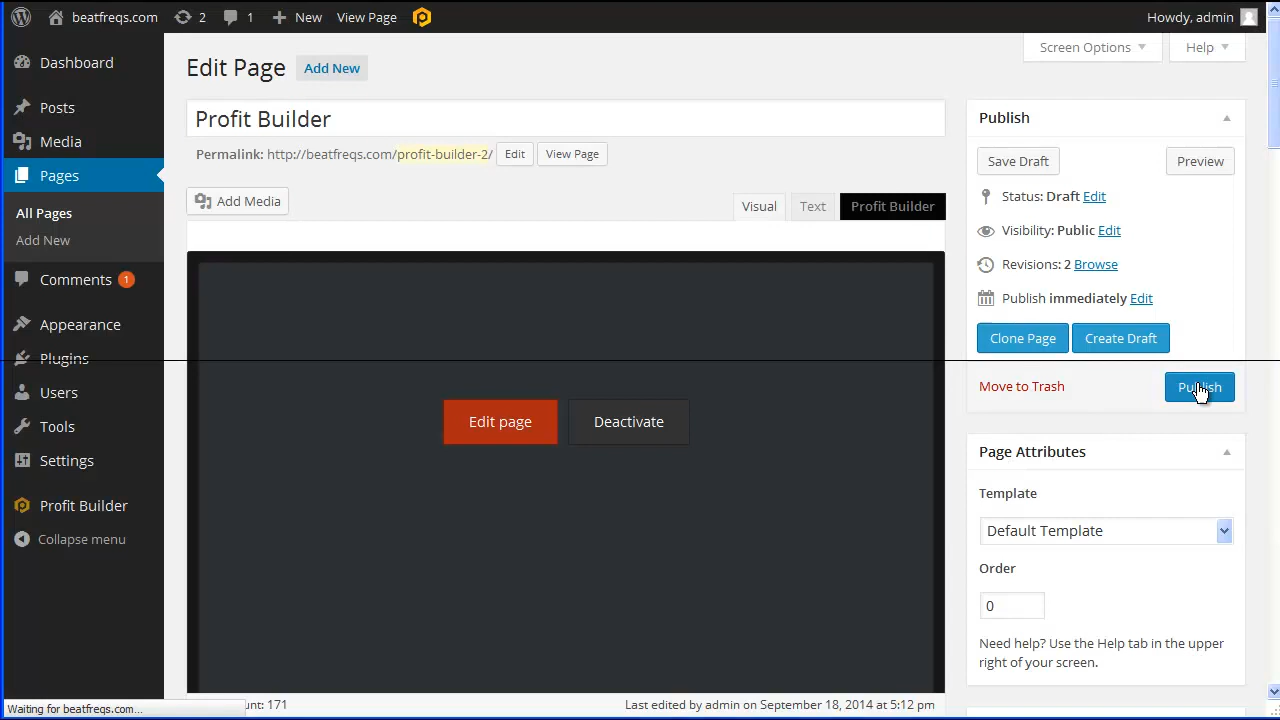 beatfreqs.com 2 1 New View Page Howdy, admin
Screen Options Help
Dashboard
Posts
Media
Pages
All Pages
Add New
Comments 1
Appearance
Plugins
Users
Tools
Settings
Profit Builder
Collapse menu
Edit Page Add New
Profit Builder
Permalink: http://beatfreqs.com/profit-builder-2/ Edit View Page
Add Media Visual Text Profit Builder
Edit page Deactivate
unt: 171 Last edited by admin on September 18, 2014 at 5:12 pm
Publish
Save Draft Preview
Status: Draft Edit
Visibility: Public Edit
Revisions: 2 Browse
Publish immediately Edit
Clone Page Create Draft
Move to Trash Publish
Page Attributes
Template
Default Template
Order
0
Need help? Use the Help tab in the upper
right of your screen.
Waiting for beatfreqs.com...